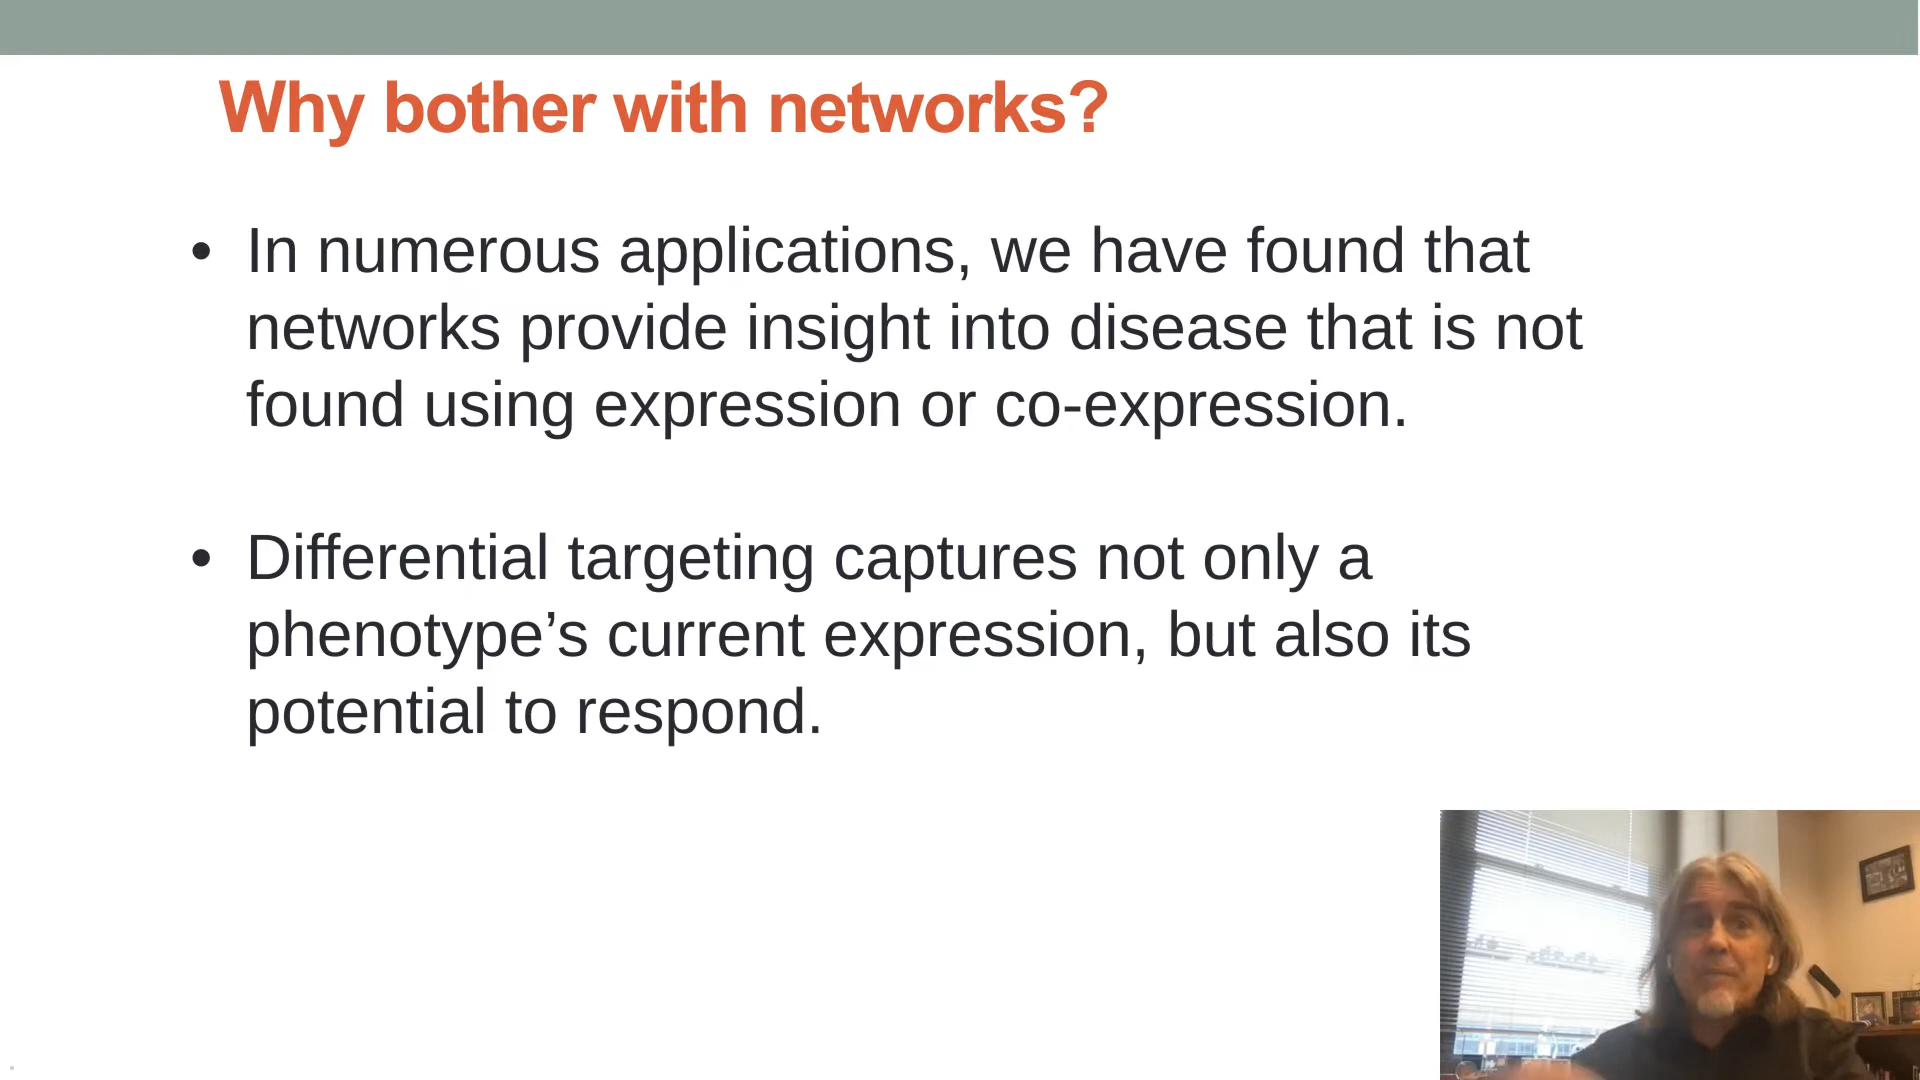 Why bother with networks?
• In numerous applications, we have found that
networks provide insight into disease that is not
found using expression or co-expression.
• Differential targeting captures not only a
phenotype’s current expression, but also its
potential to respond.